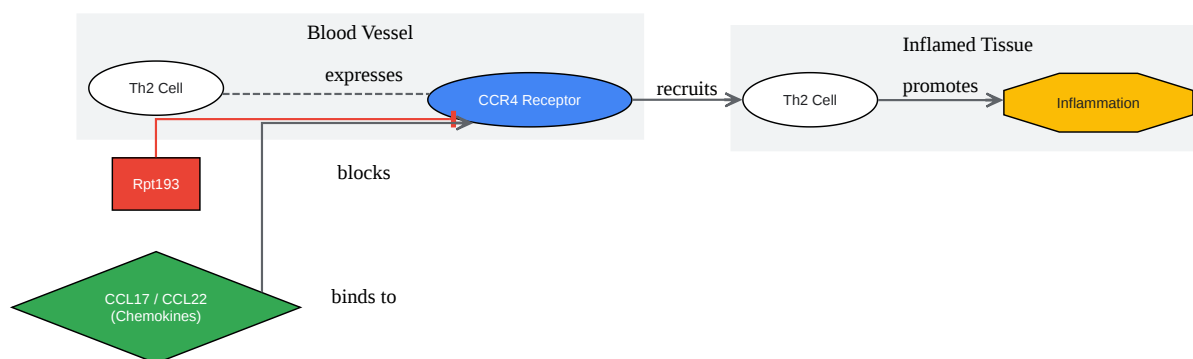 Blood Vessel
Inflamed Tissue
Th2 Cell
expresses
CCR4 Receptor
recruits
Th2 Cell
promotes
Inflammation
Rpt193
blocks
CCL17 / CCL22
(Chemokines)
binds to